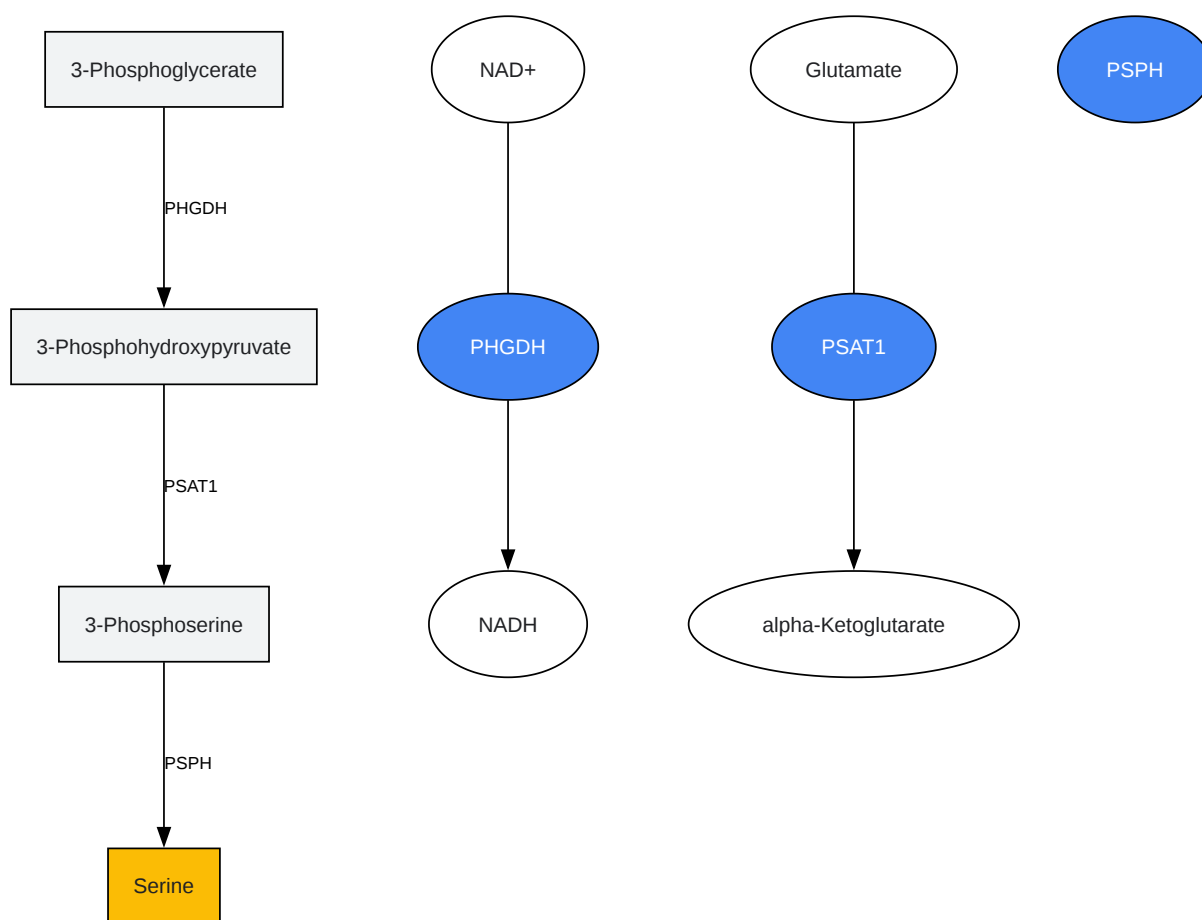 3-Phosphoglycerate
NAD+
Glutamate
PSPH
PHGDH
3-Phosphohydroxypyruvate
PHGDH
PSAT1
PSAT1
3-Phosphoserine
NADH
alpha-Ketoglutarate
PSPH
Serine